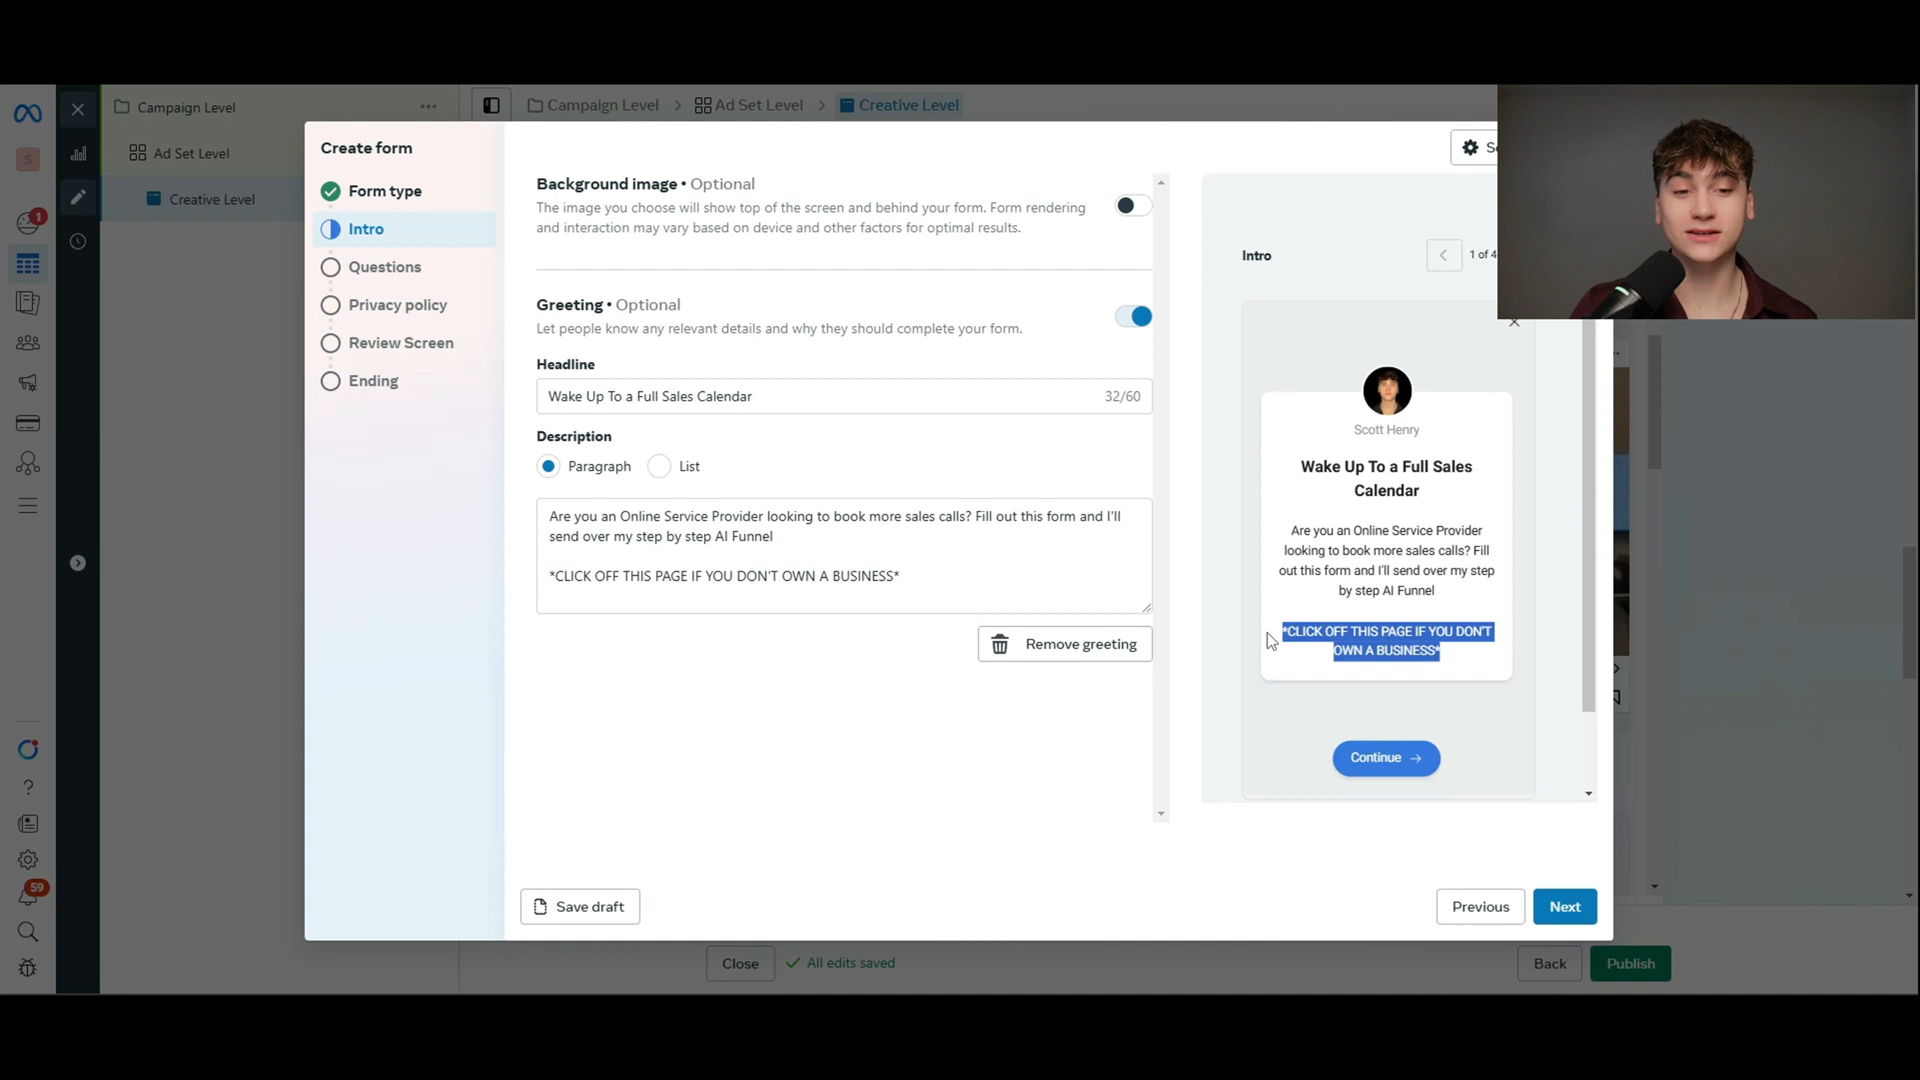 Campaign Level
Ad Set Level
Creative Level
Campaign Level > Ad Set Level > Creative Level
S
1
59
Create form
Form type
Intro
Questions
Privacy policy
Review Screen
Ending
Background image • Optional
The image you choose will show top of the screen and behind your form. Form rendering
and interaction may vary based on device and other factors for optimal results.
Greeting • Optional
Let people know any relevant details and why they should complete your form.
Headline
Wake Up To a Full Sales Calendar 32/60
Description
Paragraph List
Are you an Online Service Provider looking to book more sales calls? Fill out this form and I'll
send over my step by step AI Funnel
*CLICK OFF THIS PAGE IF YOU DON'T OWN A BUSINESS*
Remove greeting
Intro
1 of 4
Scott Henry
Wake Up To a Full Sales
Calendar
Are you an Online Service Provider
looking to book more sales calls? Fill
out this form and I'll send over my step
by step AI Funnel
*CLICK OFF THIS PAGE IF YOU DON'T
OWN A BUSINESS*
Continue
Save draft
Previous
Next
Close
All edits saved
Back
Publish